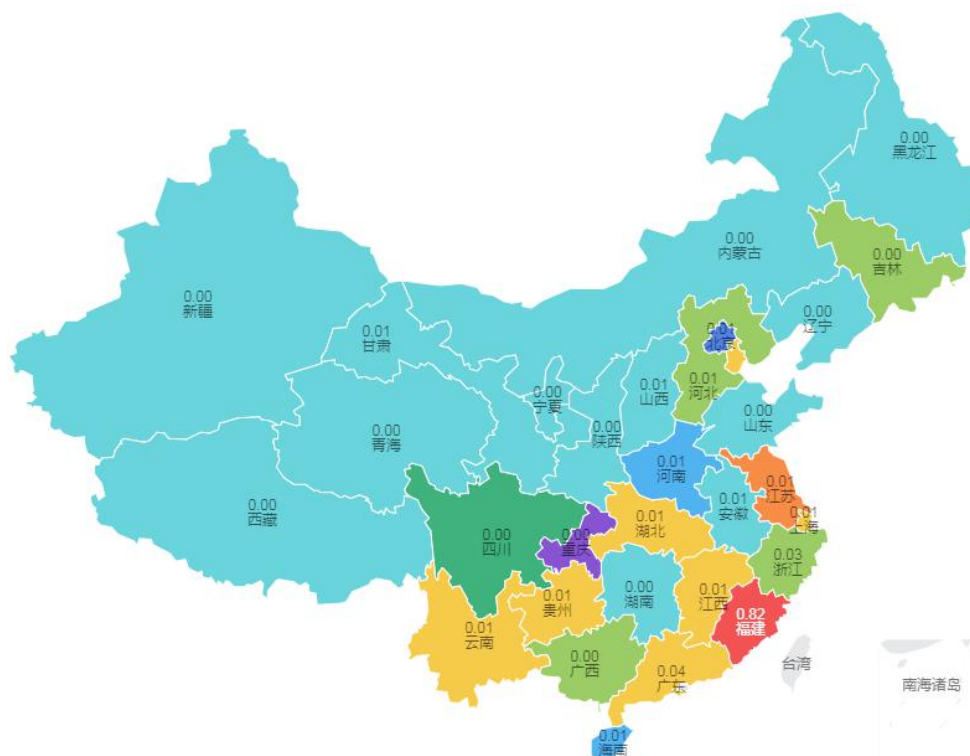 0.00
黑龙江
0.00
内蒙古
0.00
吉林
0.00
新疆
0.00
辽宁
0.01
甘肃
0.01
北京
0.01
河北
0.01
山西
0.00
宁夏
0.00
山东
0.00
陕西
0.00
青海
0.01
河南
0.01
江苏
0.01
安徽
0.01
上海
0.00
西藏
0.00
四川
0.00
重庆
0.01
湖北
0.03
浙江
0.00
湖南
0.01
江西
0.01
贵州
0.82
福建
0.01
云南
0.00
广西
0.04
广东
台湾
南海诸岛
0.01
海南